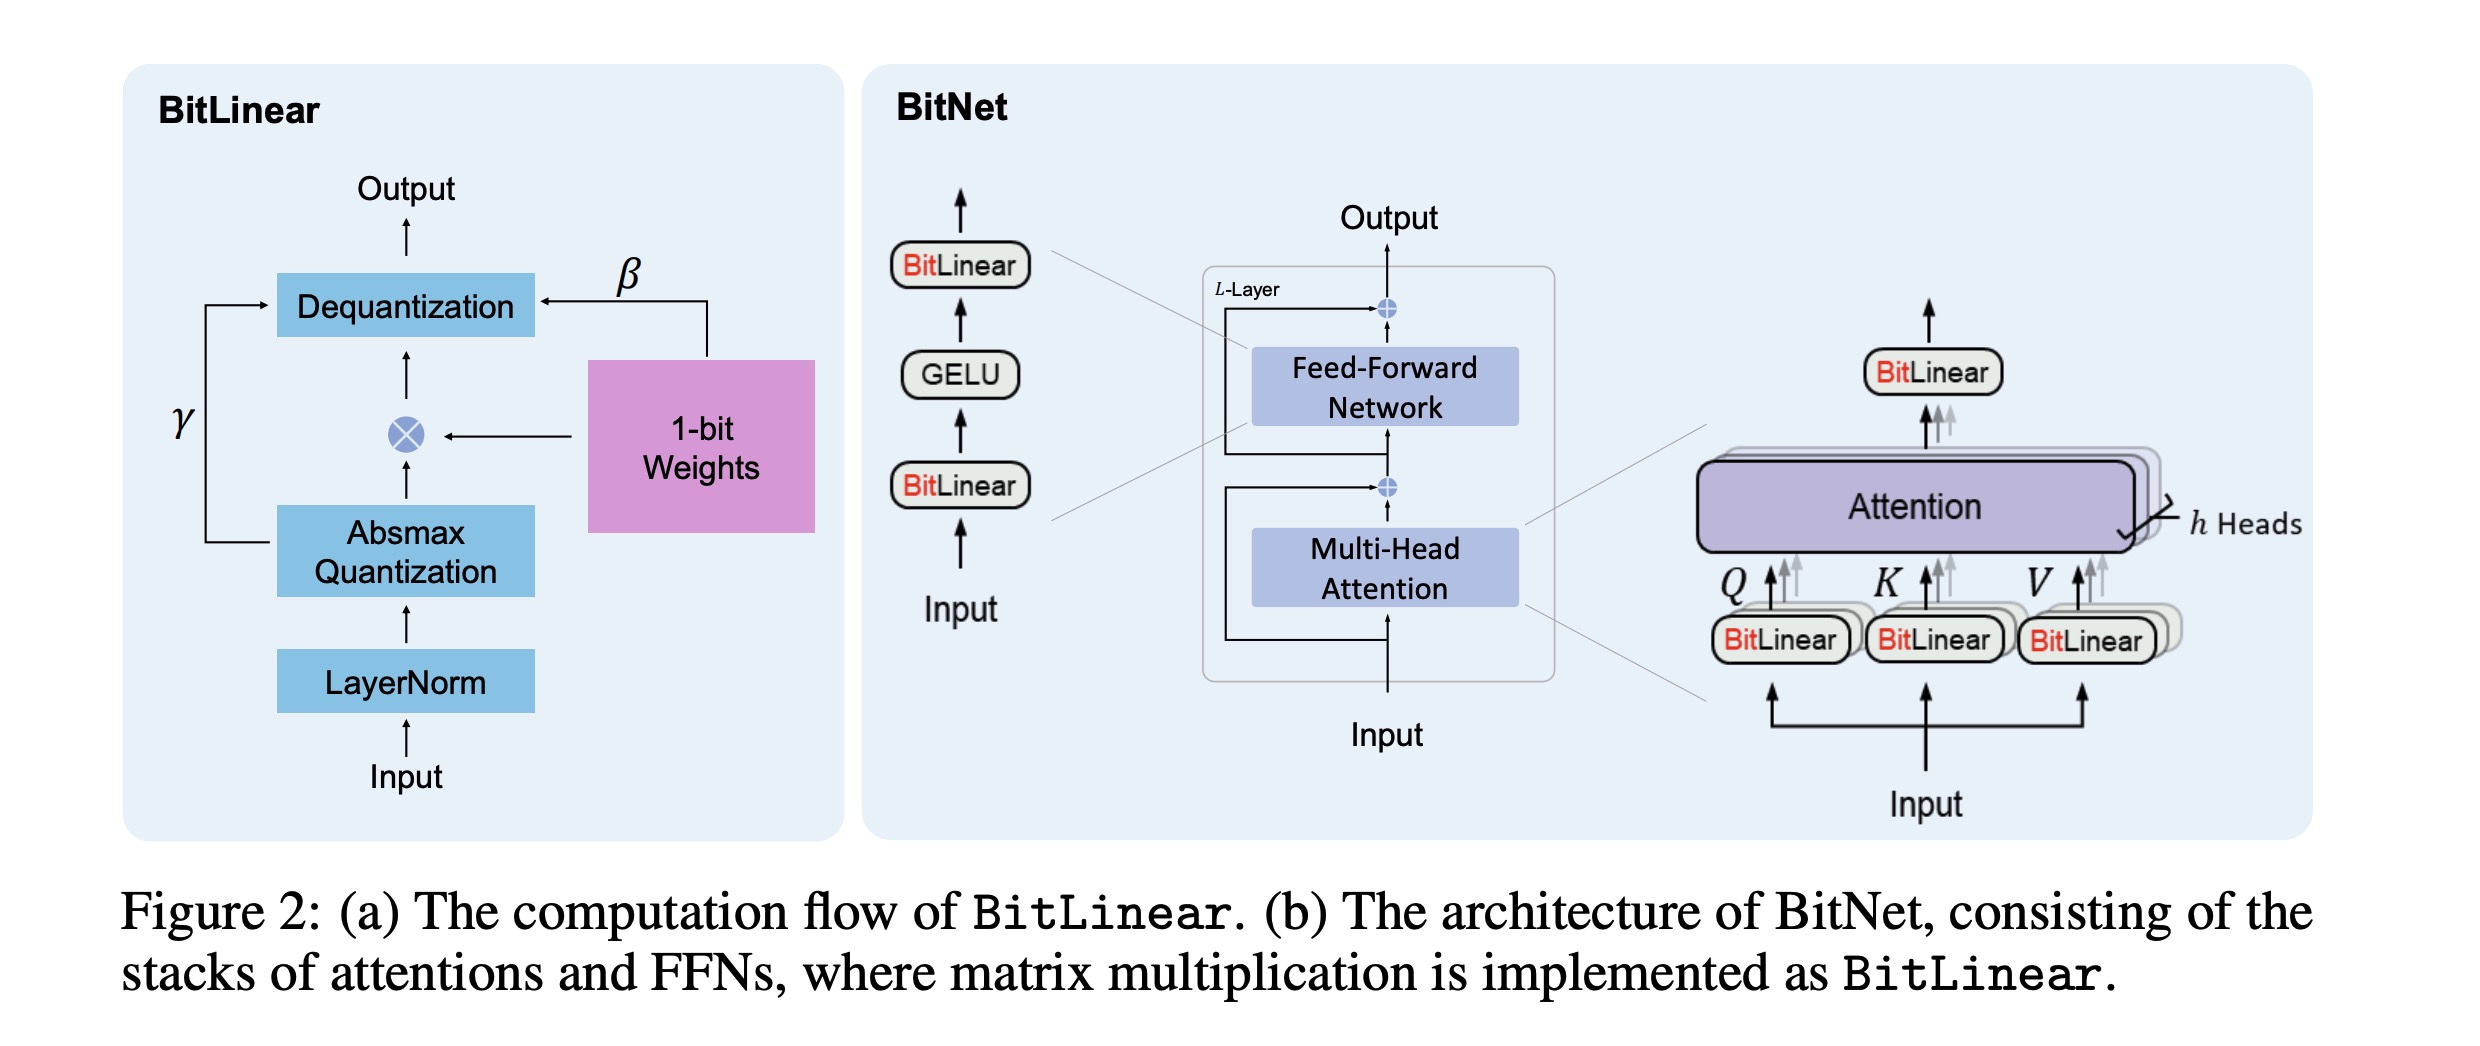 BitLinear
Output
Dequantization
β
γ
1-bit
Weights
Absmax
Quantization
LayerNorm
Input
BitNet
BitLinear
GELU
BitLinear
Input
Output
L-Layer
Feed-Forward
Network
Multi-Head
Attention
Input
BitLinear
Attention
h Heads
Q K V
BitLinear BitLinear BitLinear
Input
Figure 2: (a) The computation flow of BitLinear. (b) The architecture of BitNet, consisting of the
stacks of attentions and FFNs, where matrix multiplication is implemented as BitLinear.